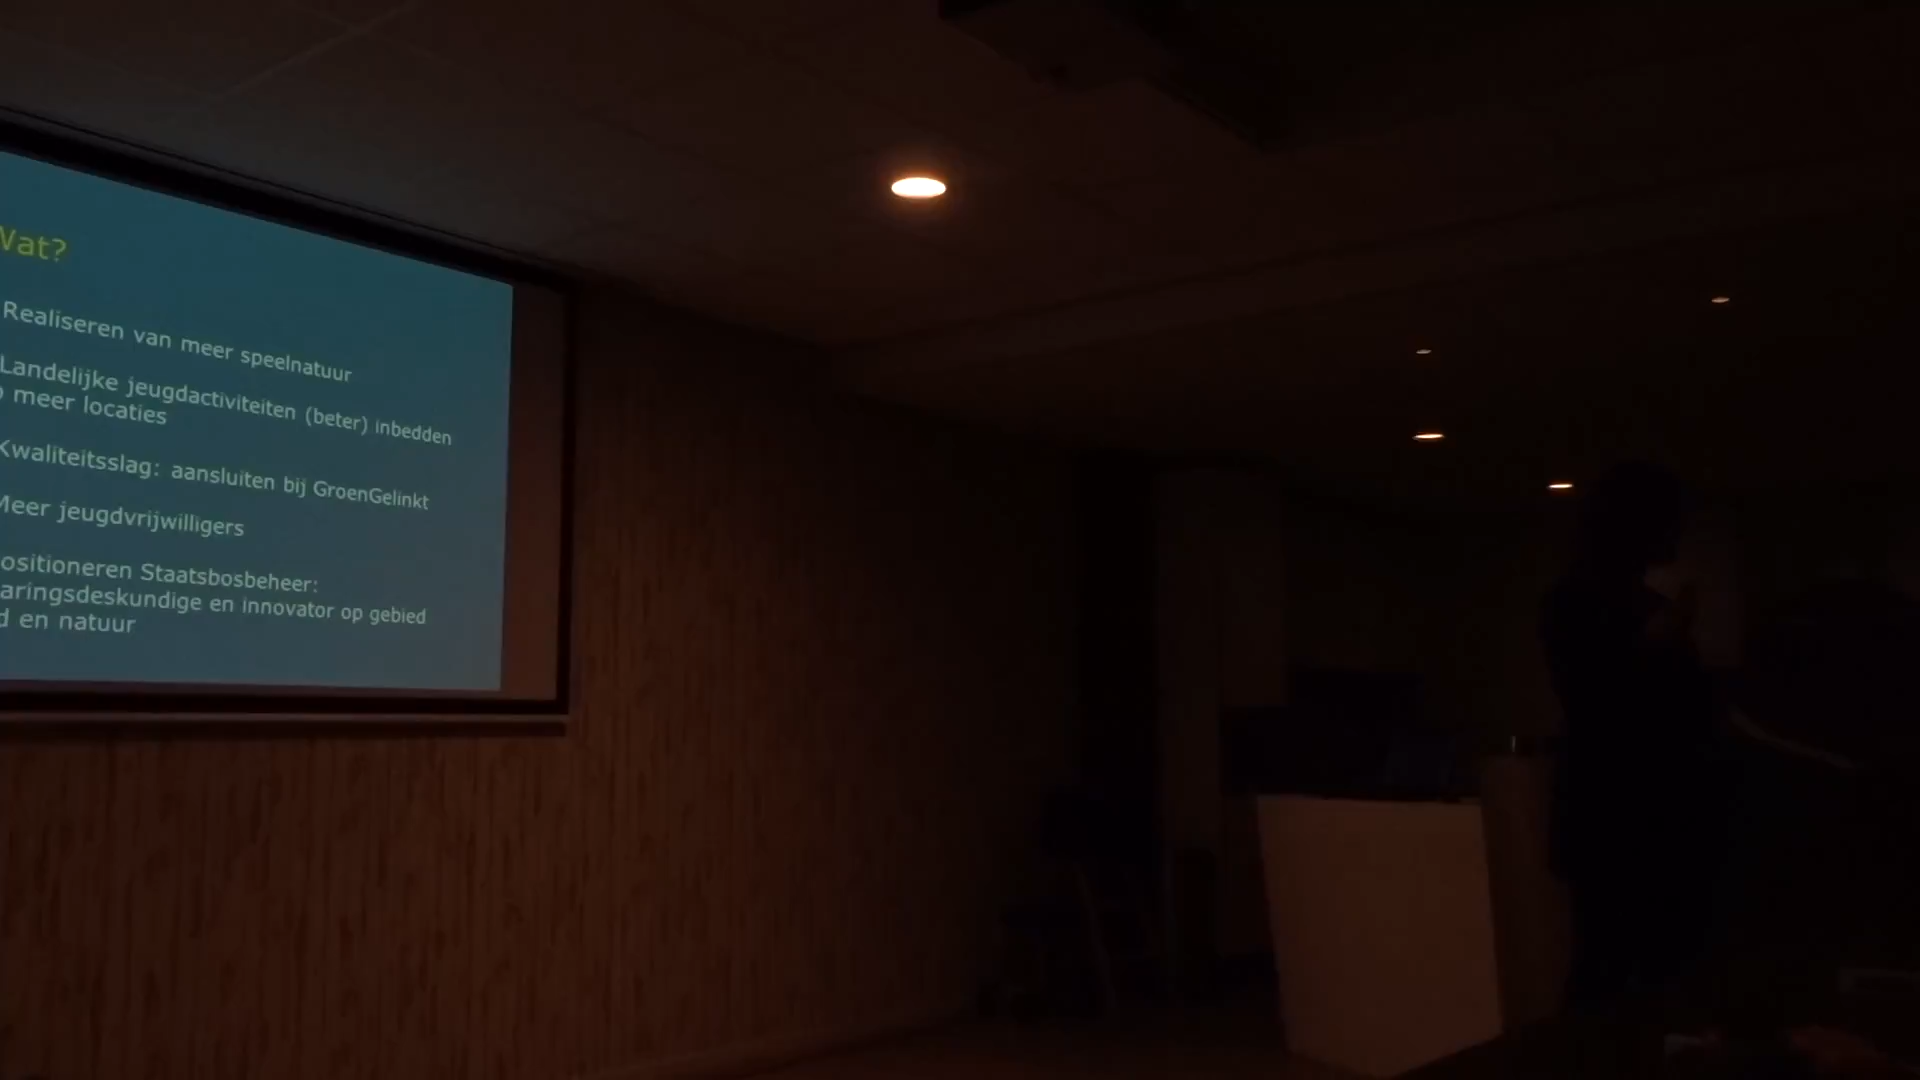 Wat?
Realiseren van meer speelnatuur
Landelijke jeugdactiviteiten (beter) inbedden
meer locaties
Kwaliteitsslag: aansluiten bij GroenGelinkt
Meer jeugdvrijwilligers
ositioneren Staatsbosbeheer:
aringsdeskundige en innovator op gebied
d en natuur